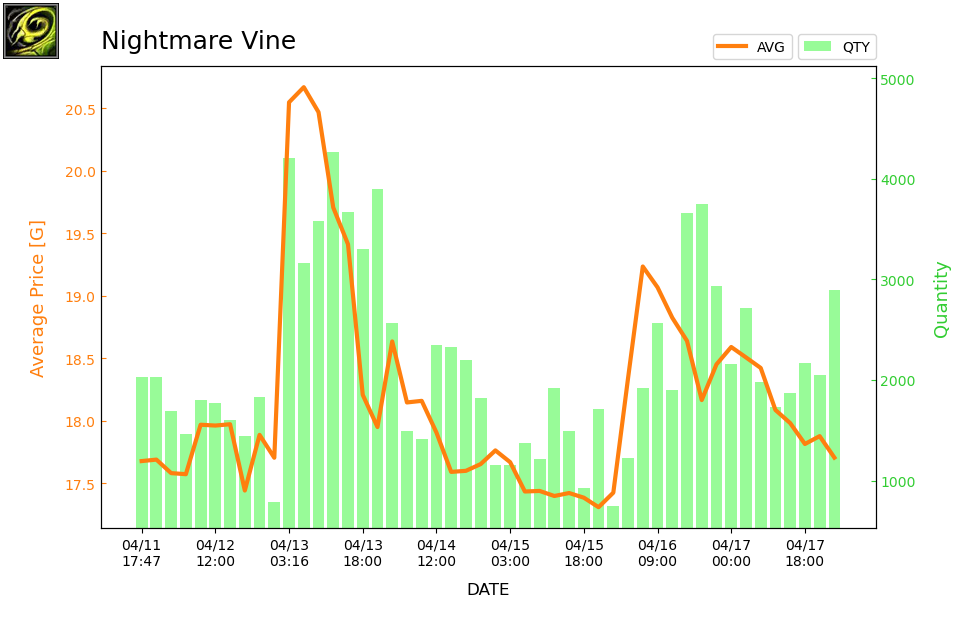 Nightmare Vine
AVG
QTY
Average Price [G]
20.5
20.0
19.5
19.0
18.5
18.0
17.5
5000
4000
3000
2000
1000
Quantity
04/11 04/12 04/13 04/13 04/14 04/15 04/15 04/16 04/17 04/17
17:47 12:00 03:16 18:00 12:00 03:00 18:00 09:00 00:00 18:00
DATE